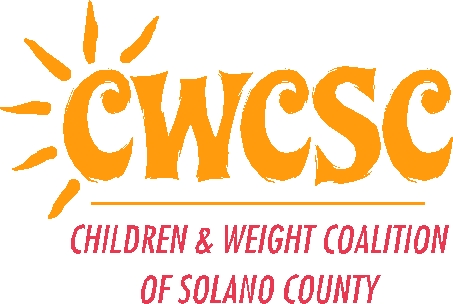 CWCSC
CHILDREN & WEIGHT COALITION
OF SOLANO COUNTY